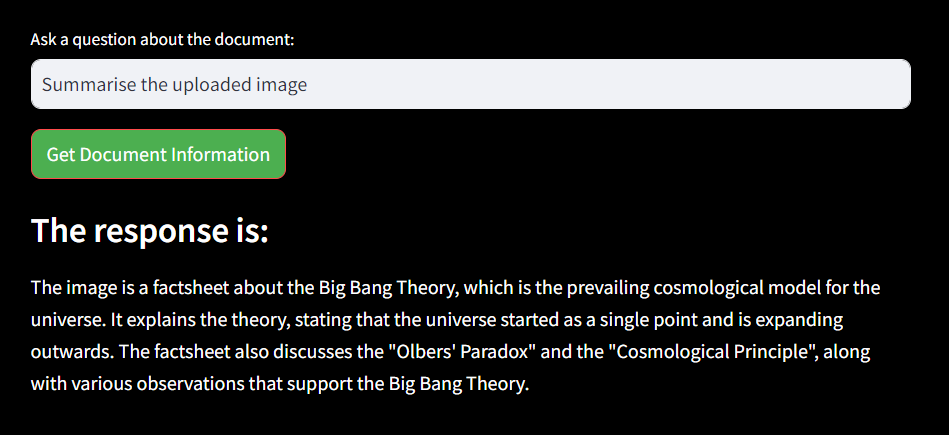 Ask a question about the document:
Summarise the uploaded image
Get Document Information
The response is:
The image is a factsheet about the Big Bang Theory, which is the prevailing cosmological model for the
universe. It explains the theory, stating that the universe started as a single point and is expanding
outwards. The factsheet also discusses the "Olbers' Paradox" and the "Cosmological Principle", along
with various observations that support the Big Bang Theory.